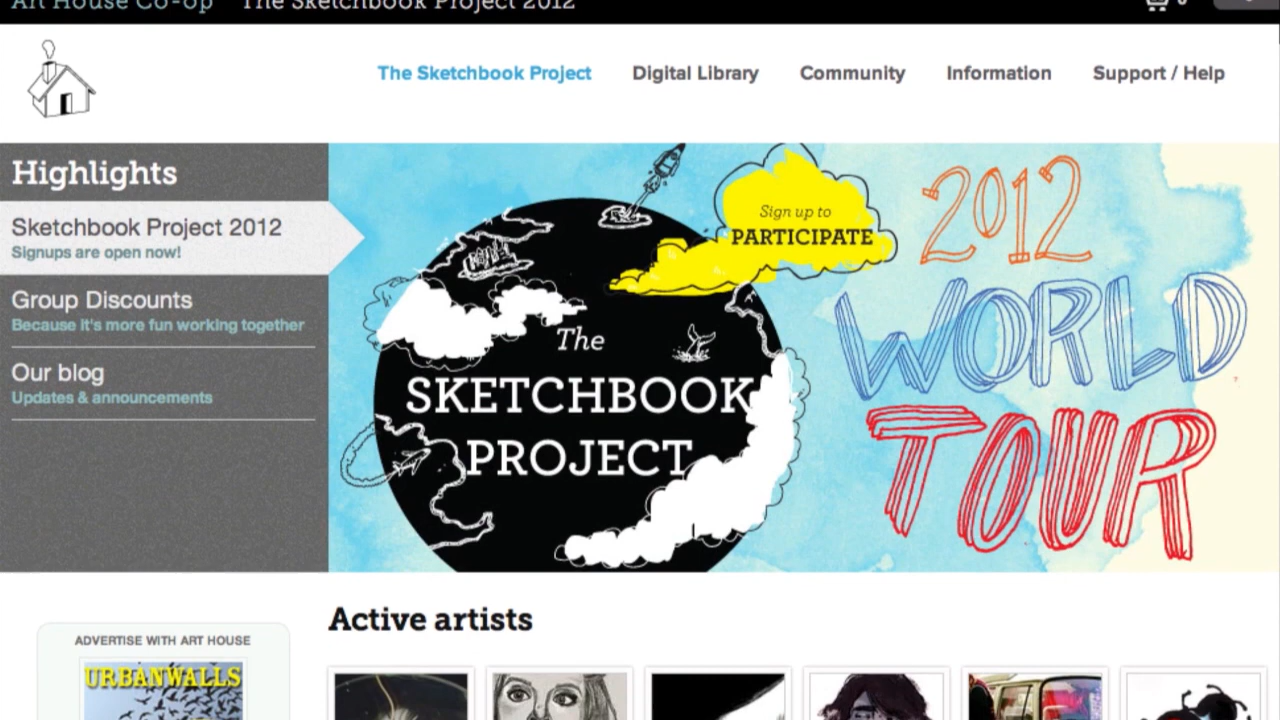 Art House Co-op The Sketchbook Project 2012
The Sketchbook Project Digital Library Community Information Support / Help
Highlights
Sketchbook Project 2012
Signups are open now!
Group Discounts
Because it's more fun working together
Our blog
Updates & announcements
Sign up to
PARTICIPATE
The
SKETCHBOOK
PROJECT
2012
WORLD
TOUR
Active artists
ADVERTISE WITH ART HOUSE
URBANWALLS